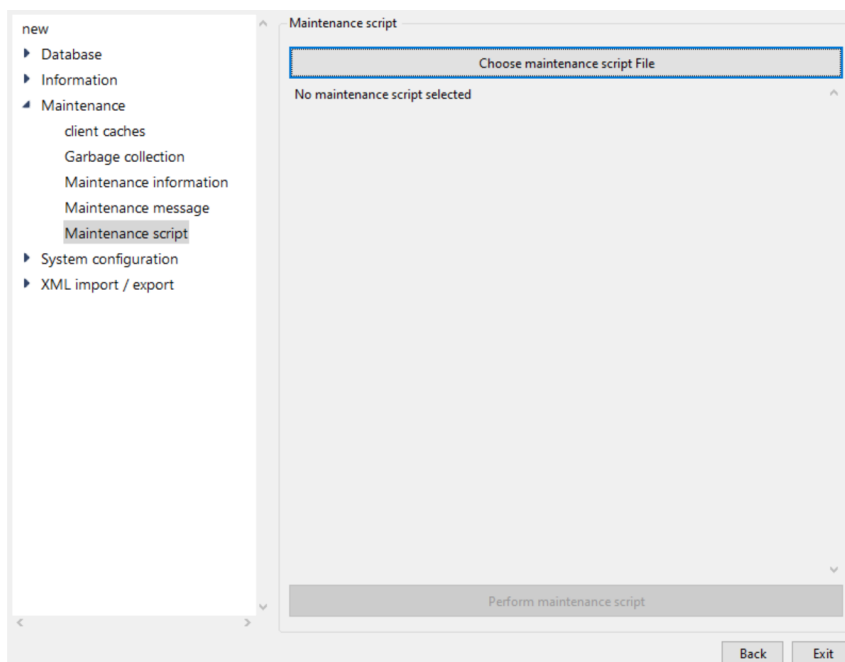 new
Database
Information
Maintenance
client caches
Garbage collection
Maintenance information
Maintenance message
Maintenance script
System configuration
XML import / export
Maintenance script
Choose maintenance script File
No maintenance script selected
Perform maintenance script
Back
Exit